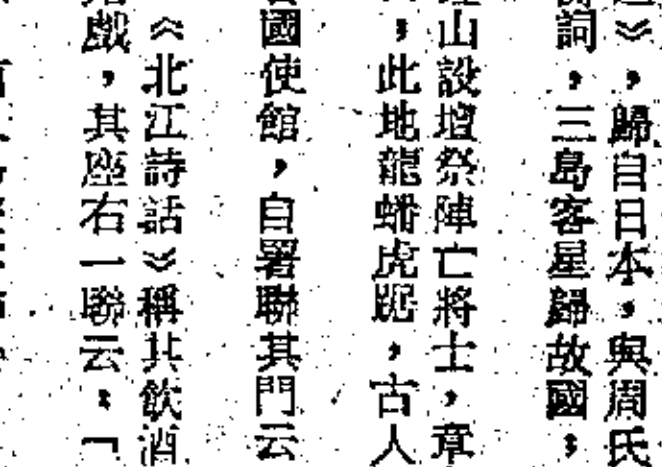 》，歸自日本，與周氏
詞，三島客星歸故國；
山設壇祭陣亡將士，章
，此地龍蟠虎踞，古人
國使館，自署聯其門云
《北江詩話》稱其飲酒
戲，其座右一聯云：「